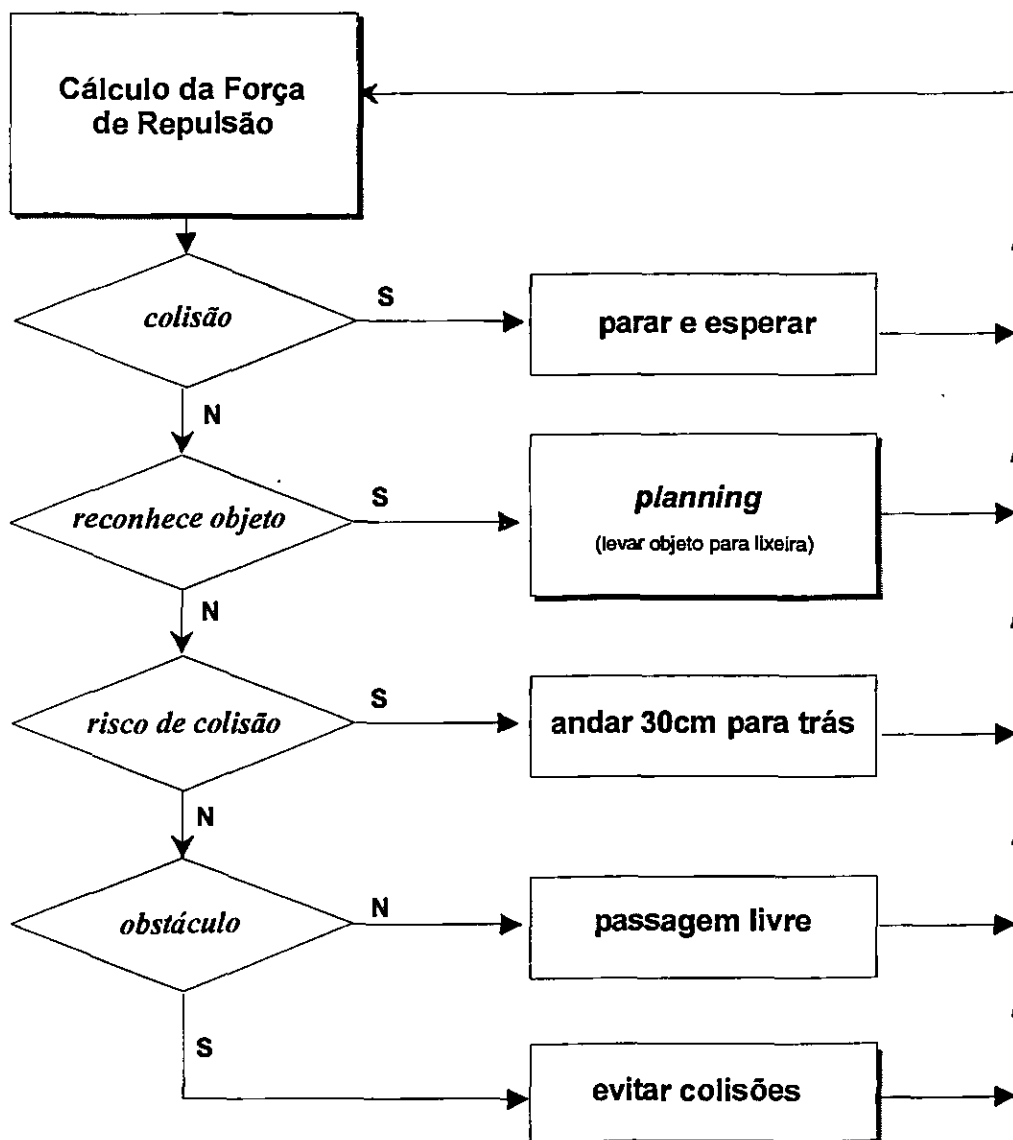 Cálculo da Força
de Repulsão
colisão
S
parar e esperar
N
reconhece objeto
S
planning
(levar objeto para lixeira)
N
risco de colisão
S
andar 30cm para trás
N
obstáculo
N
passagem livre
S
evitar colisões